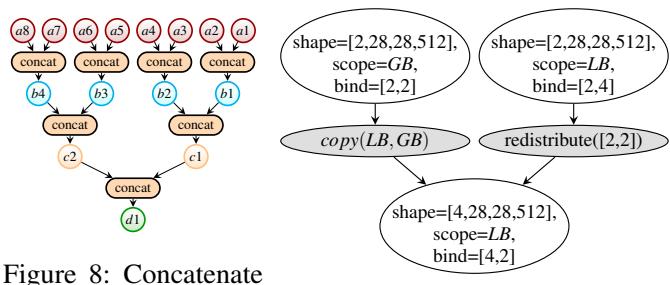 a8 a7 a6 a5 a4 a3 a2 a1
concat concat concat concat
b4 b3 b2 b1
concat concat
c2 c1
concat
d1
Figure 8: Concatenate
shape=[2,28,28,512],
scope=GB,
bind=[2,2]
shape=[2,28,28,512],
scope=LB,
bind=[2,4]
copy(LB,GB)
redistribute([2,2])
shape=[4,28,28,512],
scope=LB,
bind=[4,2]